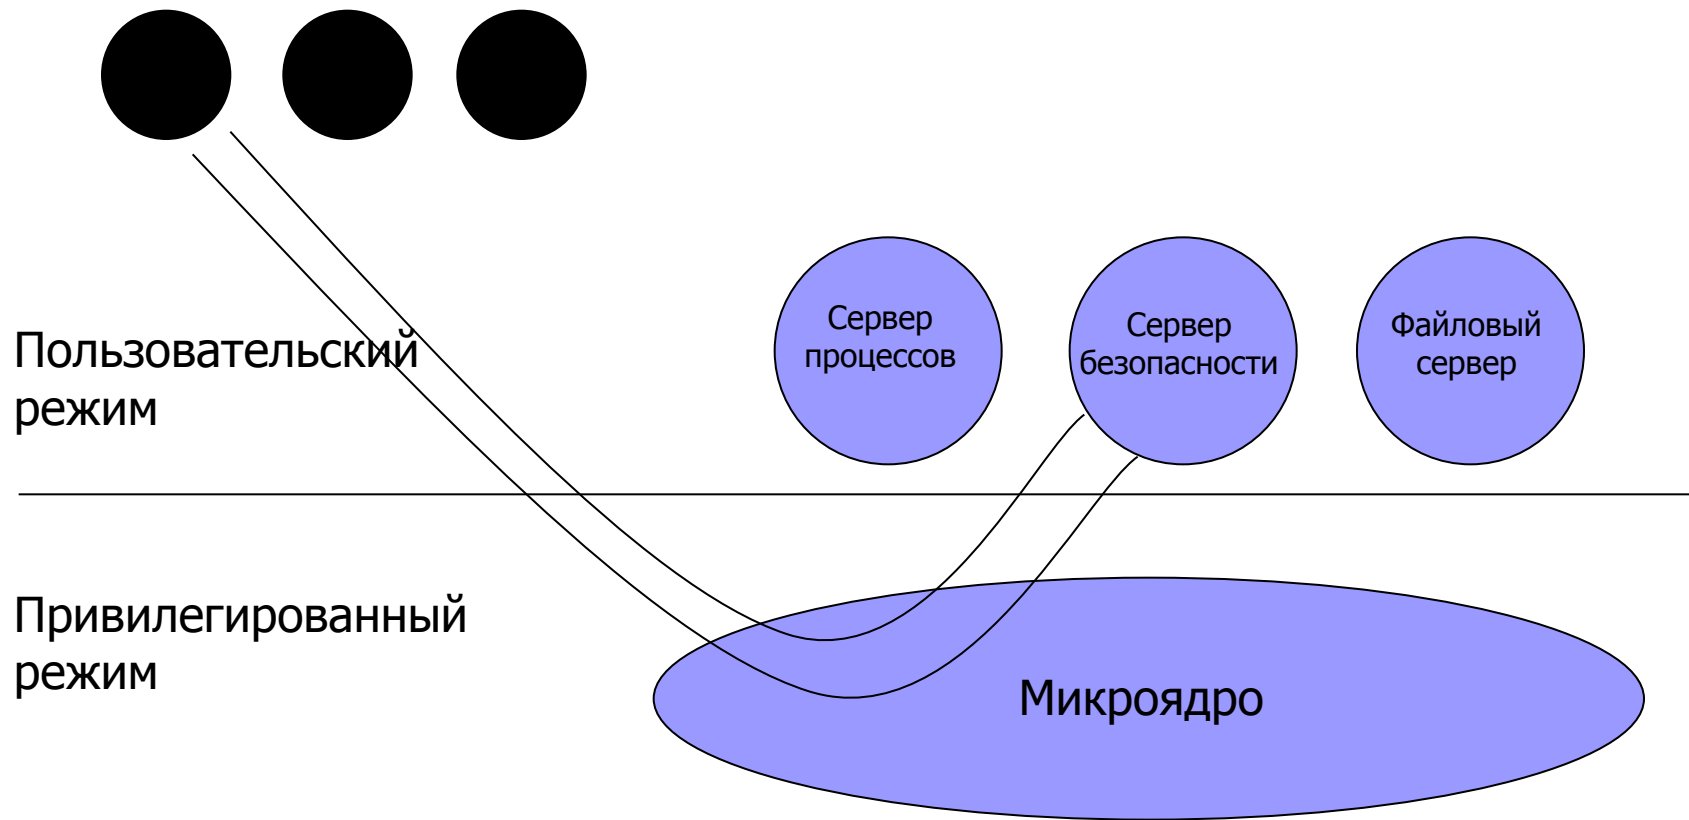 Сервер
процессов
Сервер
безопасности
Файловый
сервер
Пользовательский
режим
Привилегированный
режим
Микроядро